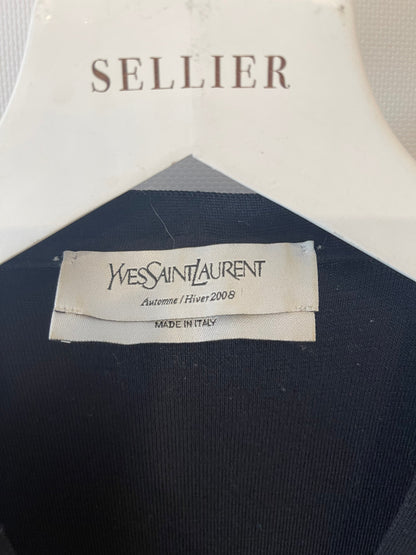 SELLIER
YVESSAINTLAURENT
Automne / Hiver 2008
MADE IN ITALY